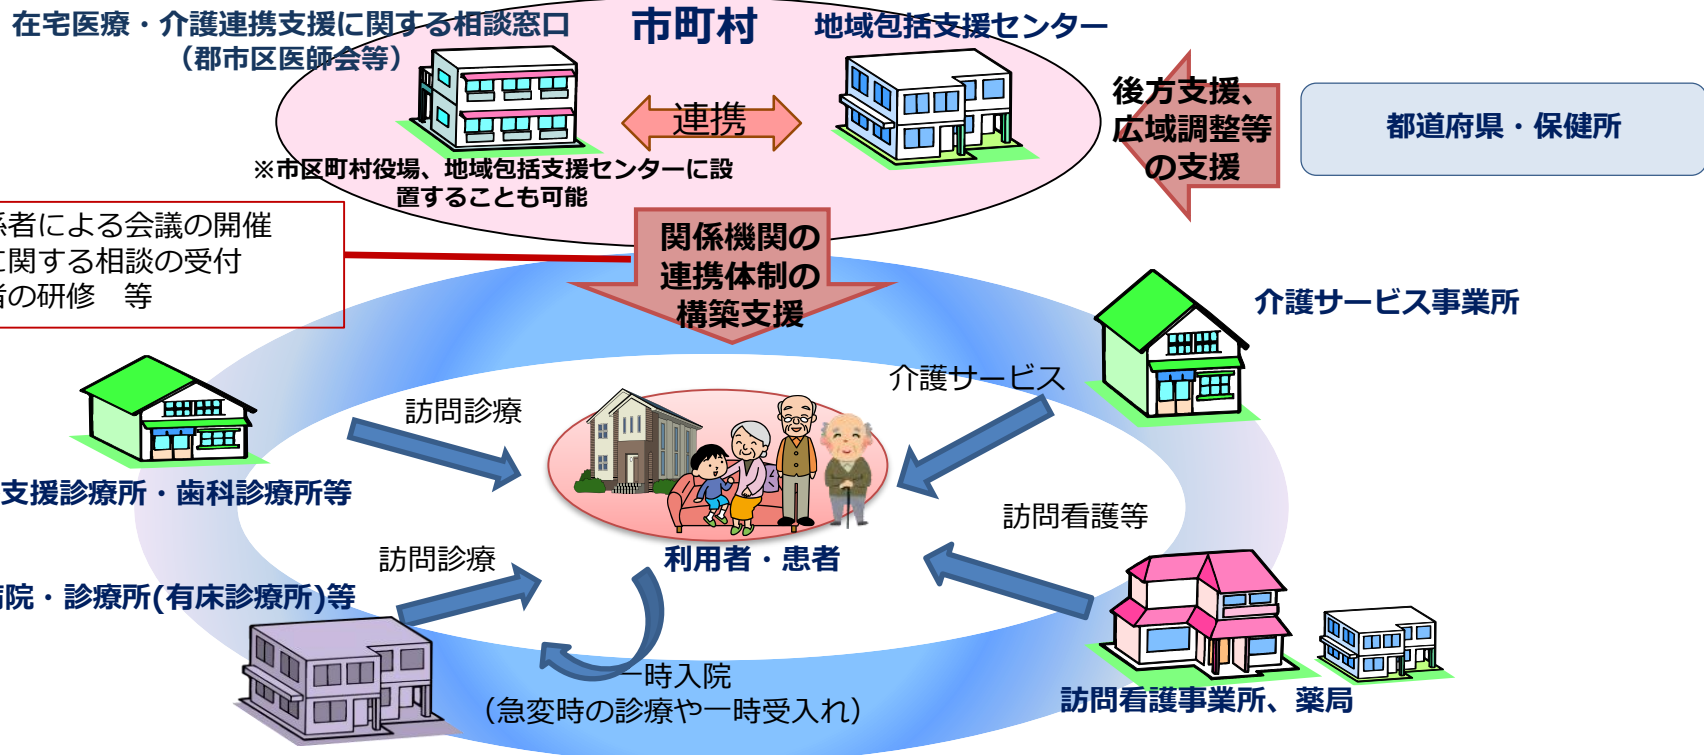 在宅医療・介護連携支援に関する相談窓口
（郡市区医師会等）
市町村
地域包括支援センター
連携
※市区町村役場、地域包括支援センターに設
置することも可能
後方支援、
広域調整等
の支援
都道府県・保健所
係者による会議の開催
に関する相談の受付
者の研修　等
関係機関の
連携体制の
構築支援
介護サービス事業所
介護サービス
訪問診療
支援診療所・歯科診療所等
訪問看護等
利用者・患者
訪問診療
病院・診療所(有床診療所)等
一時入院
（急変時の診療や一時受入れ）
訪問看護事業所、薬局